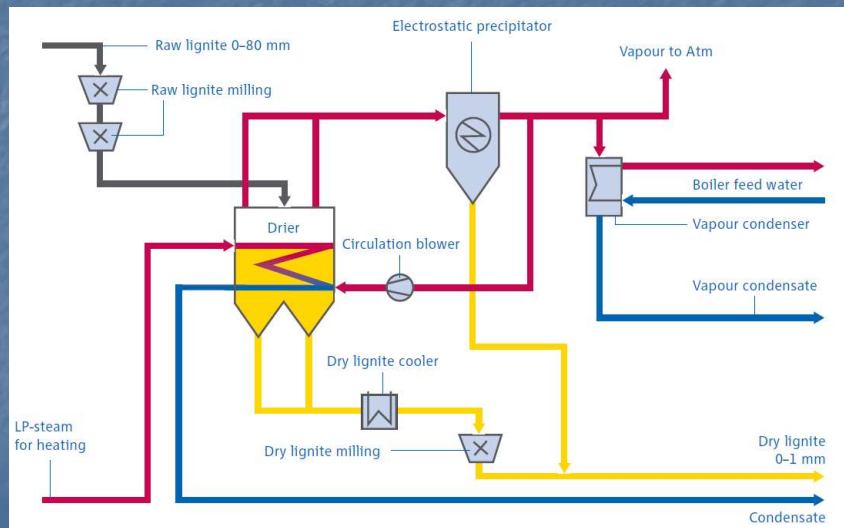 Electrostatic precipitator
Raw lignite 0–80 mm
Vapour to Atm
Raw lignite milling
Boiler feed water
Drier
Vapour condenser
Circulation blower
Vapour condensate
Dry lignite cooler
LP-steam
for heating
Dry lignite milling
Dry lignite
0–1 mm
Condensate